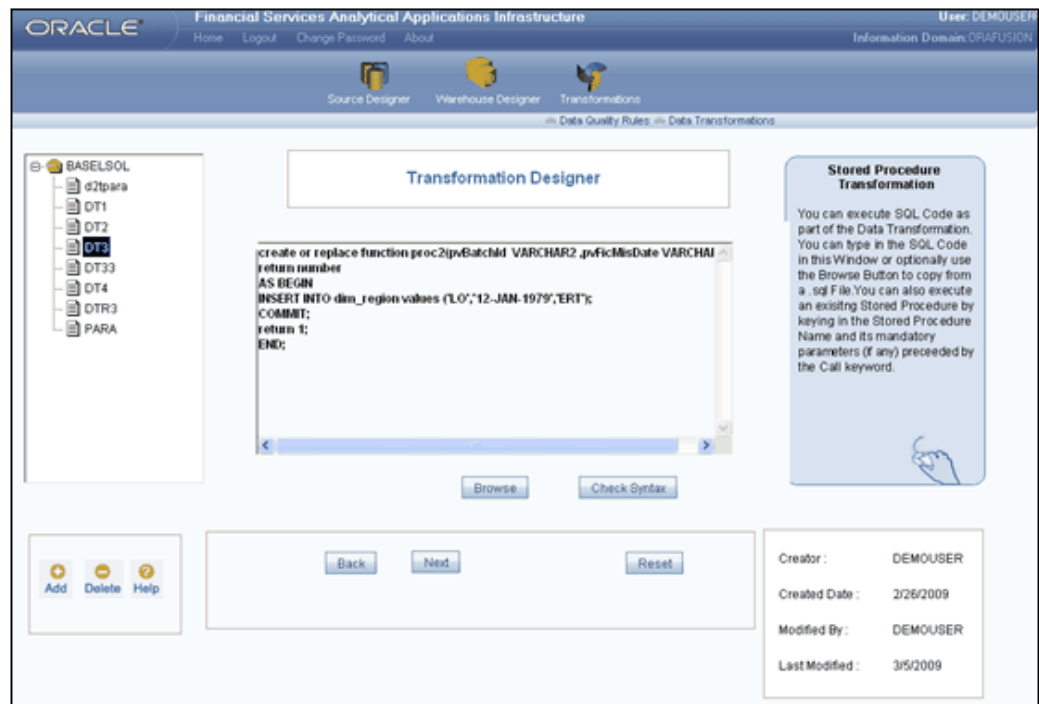 ORACLE
Financial Services Analytical Applications Infrastructure
User: DEMOUSER
Home Logout Change Password About
Information Domain:ORAFUSION
Source Designer Warehouse Designer Transformations
Data Quality Rules Data Transformations
BASELSOL
d2tpara
DT1
DT2
DT3
DT33
DT4
DTR3
PARA
Transformation Designer
create or replace function proc2(pvBatchId VARCHAR2 ,pvFicMisDate VARCHAI
return number
AS BEGIN
INSERT INTO dim_region values ('LO','12-JAN-1979','ERT');
COMMIT;
return 1;
END;
Browse Check Syntax
Stored Procedure
Transformation
You can execute SQL Code as
part of the Data Transformation.
You can type in the SQL Code
in this Window or optionally use
the Browse Button to copy from
a .sql File.You can also execute
an exisitng Stored Procedure by
keying in the Stored Procedure
Name and its mandatory
parameters (if any) preceeded by
the Call keyword.
Add Delete Help
Back Next Reset
Creator : DEMOUSER
Created Date : 2/26/2009
Modified By : DEMOUSER
Last Modified : 3/5/2009